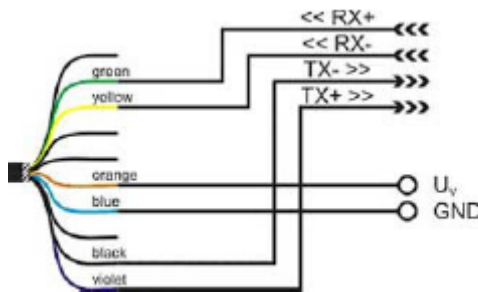 << RX+
<< RX-
green
TX- >>
yellow
TX+ >>
orange
Uv
blue
GND
black
violet